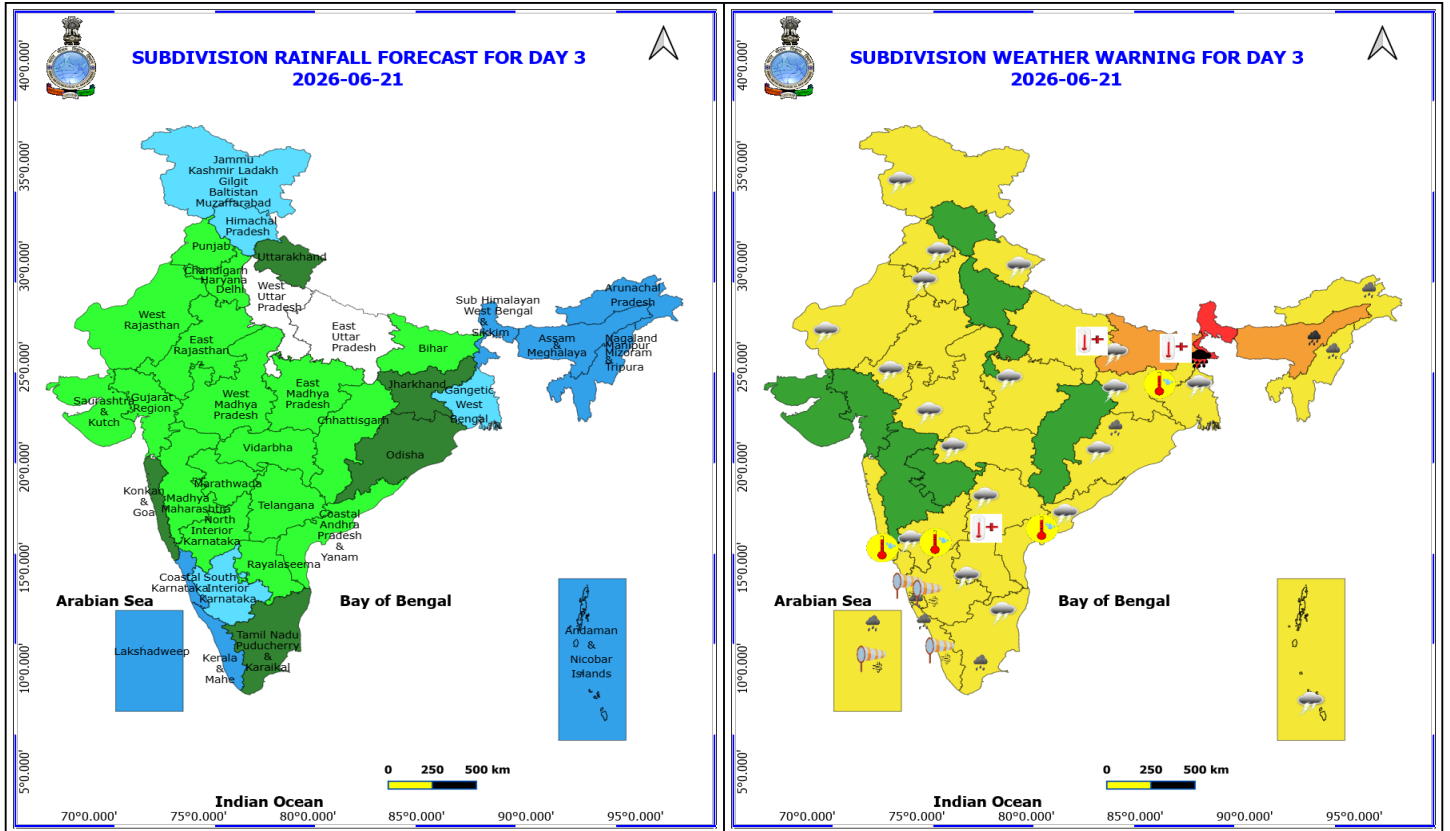 SUBDIVISION RAINFALL FORECAST FOR DAY 3
2026-06-21
40°0.000'
35°0.000'
30°0.000'
25°0.000'
20°0.000'
15°0.000'
10°0.000'
5°0.000'
Jammu
Kashmir Ladakh
Gilgit
Baltistan
Muzaffarabad
Himachal
Pradesh
Punjab
Uttarakhand
Chandigarh
Haryana
Delhi
West
Uttar
Pradesh
West
Rajasthan
East
Rajasthan
East
Uttar
Pradesh
Bihar
Sub Himalayan
West Bengal
&
Sikkim
Arunachal
Pradesh
Assam
&
Meghalaya
Nagaland
Manipur
Mizoram
&
Tripura
Jharkhand
Gangetic
West
Bengal
Saurashtra
&
Kutch
Gujarat
Region
West
Madhya
Pradesh
East
Madhya
Pradesh
Chhattisgarh
Odisha
Vidarbha
Konkan
&
Goa
Marathwada
Madhya
Maharashtra
North
Interior
Karnataka
Telangana
Coastal
Andhra
Pradesh
&
Yanam
Rayalaseema
Coastal
Karnataka
South
Interior
Karnataka
Arabian Sea
Bay of Bengal
Lakshadweep
Kerala
&
Mahe
Tamil Nadu
Puducherry
&
Karaikal
Andaman
&
Nicobar
Islands
0 250 500 km
Indian Ocean
70°0.000' 75°0.000' 80°0.000' 85°0.000' 90°0.000' 95°0.000'
SUBDIVISION WEATHER WARNING FOR DAY 3
2026-06-21
40°0.000'
35°0.000'
30°0.000'
25°0.000'
20°0.000'
15°0.000'
10°0.000'
5°0.000'
Arabian Sea
Bay of Bengal
0 250 500 km
Indian Ocean
70°0.000' 75°0.000' 80°0.000' 85°0.000' 90°0.000' 95°0.000'